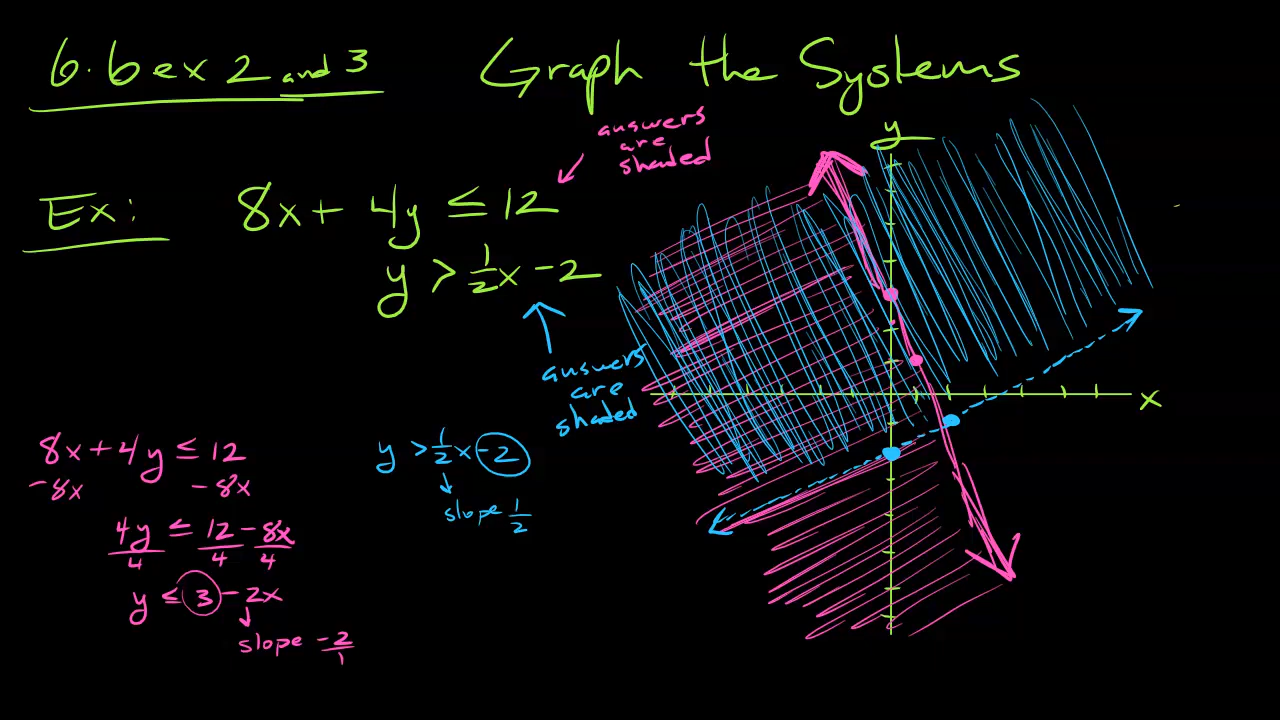 6.6 ex 2 and 3
Graph the Systems
answers
are
shaded
Ex: 8x + 4y ≤ 12
y > 1/2 x - 2
answers
are
shaded
y
x
8x + 4y ≤ 12
-8x -8x
4y ≤ 12 - 8x
4 4 4
y ≤ 3 - 2x
slope -2/1
y > 1/2 x - 2
slope 1/2